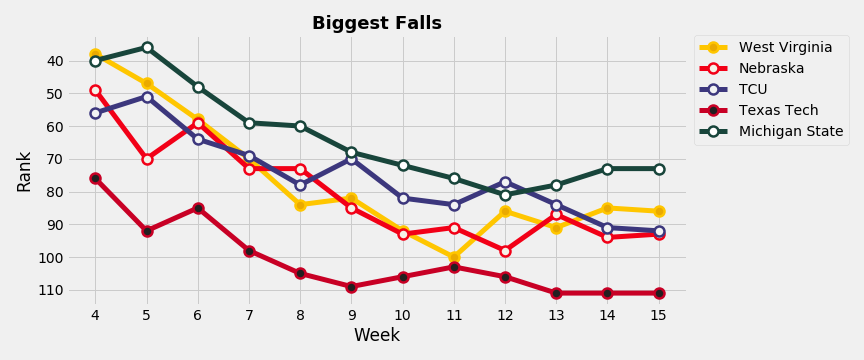 Biggest Falls
West Virginia
Nebraska
TCU
Texas Tech
Michigan State
Rank
40
50
60
70
80
90
100
110
4 5 6 7 8 9 10 11 12 13 14 15
Week